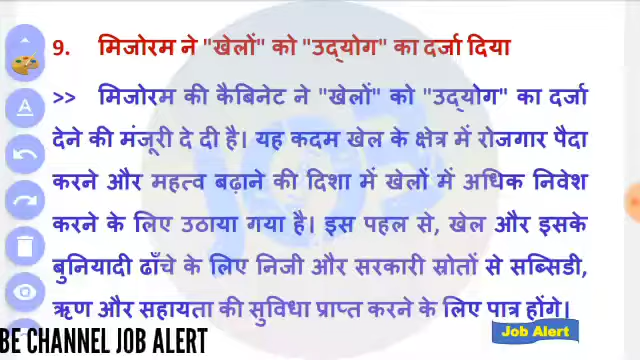 9. मिजोरम ने "खेलों" को "उद्योग" का दर्जा दिया
>> मिजोरम की कैबिनेट ने "खेलों" को "उद्योग" का दर्जा
देने की मंजूरी दे दी है। यह कदम खेल के क्षेत्र में रोजगार पैदा
करने और महत्व बढ़ाने की दिशा में खेलों में अधिक निवेश
करने के लिए उठाया गया है। इस पहल से, खेल और इसके
बुनियादी ढाँचे के लिए निजी और सरकारी स्रोतों से सब्सिडी,
ऋण और सहायता की सुविधा प्राप्त करने के लिए पात्र होंगे।
Job Alert
BE CHANNEL JOB ALERT
JOB